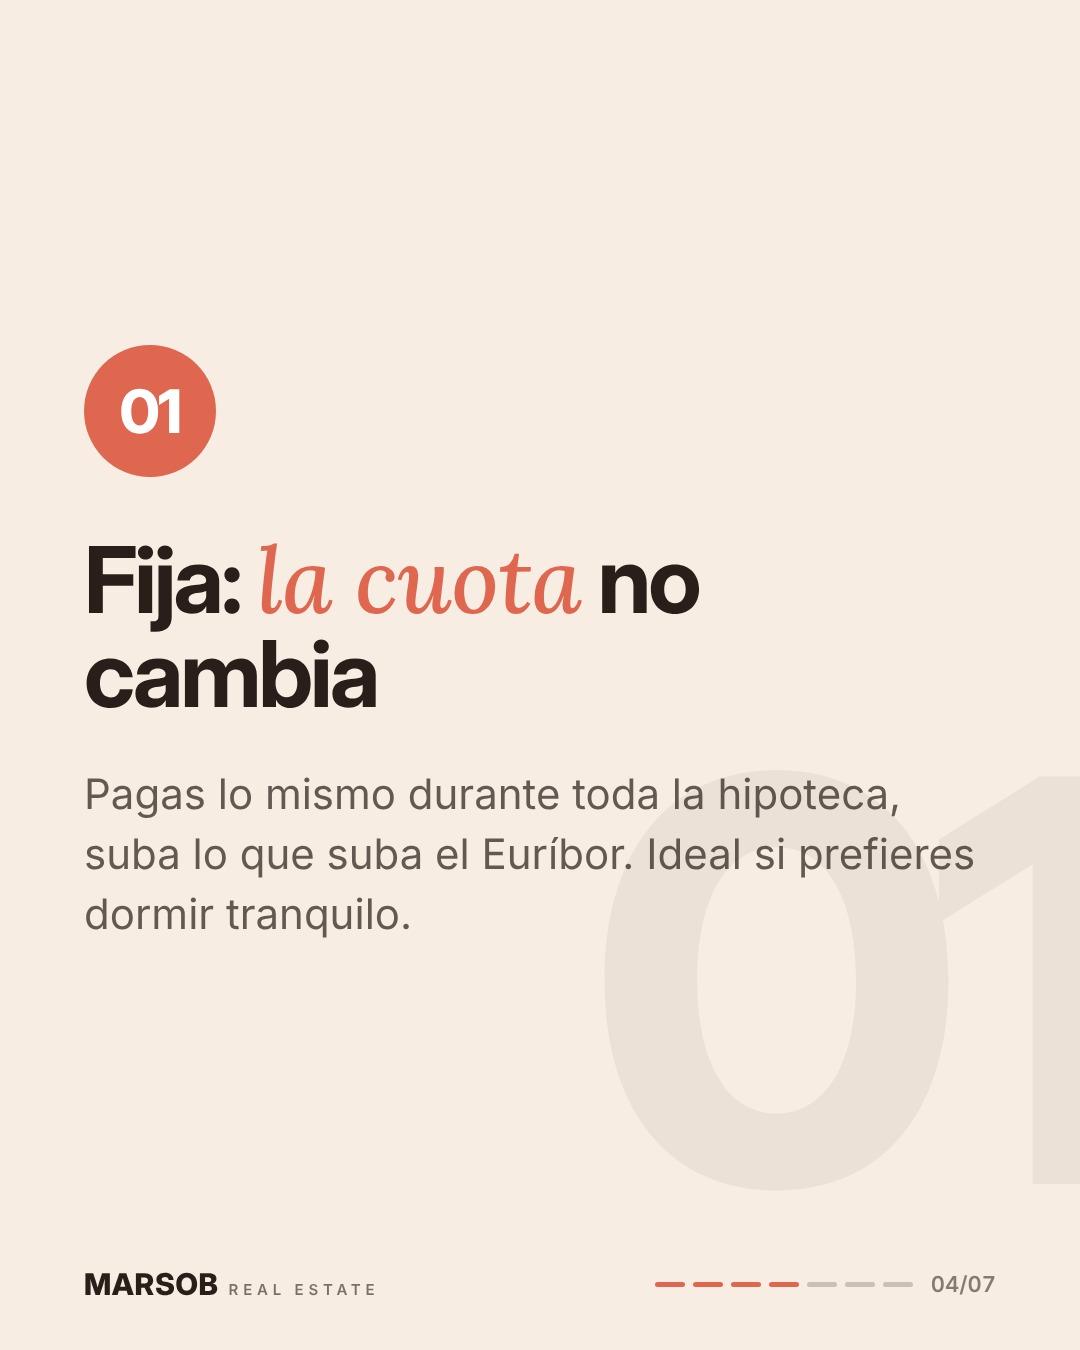 01
Fija: la cuota no
cambia
Pagas lo mismo durante toda la hipoteca,
suba lo que suba el Euríbor. Ideal si prefieres
dormir tranquilo.
01
MARSOB REAL ESTATE
04/07